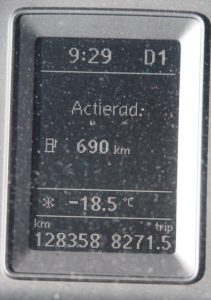 9:29 D1
Actierad.:
690 km
-18.5 °C
km trip
128358 8271.5